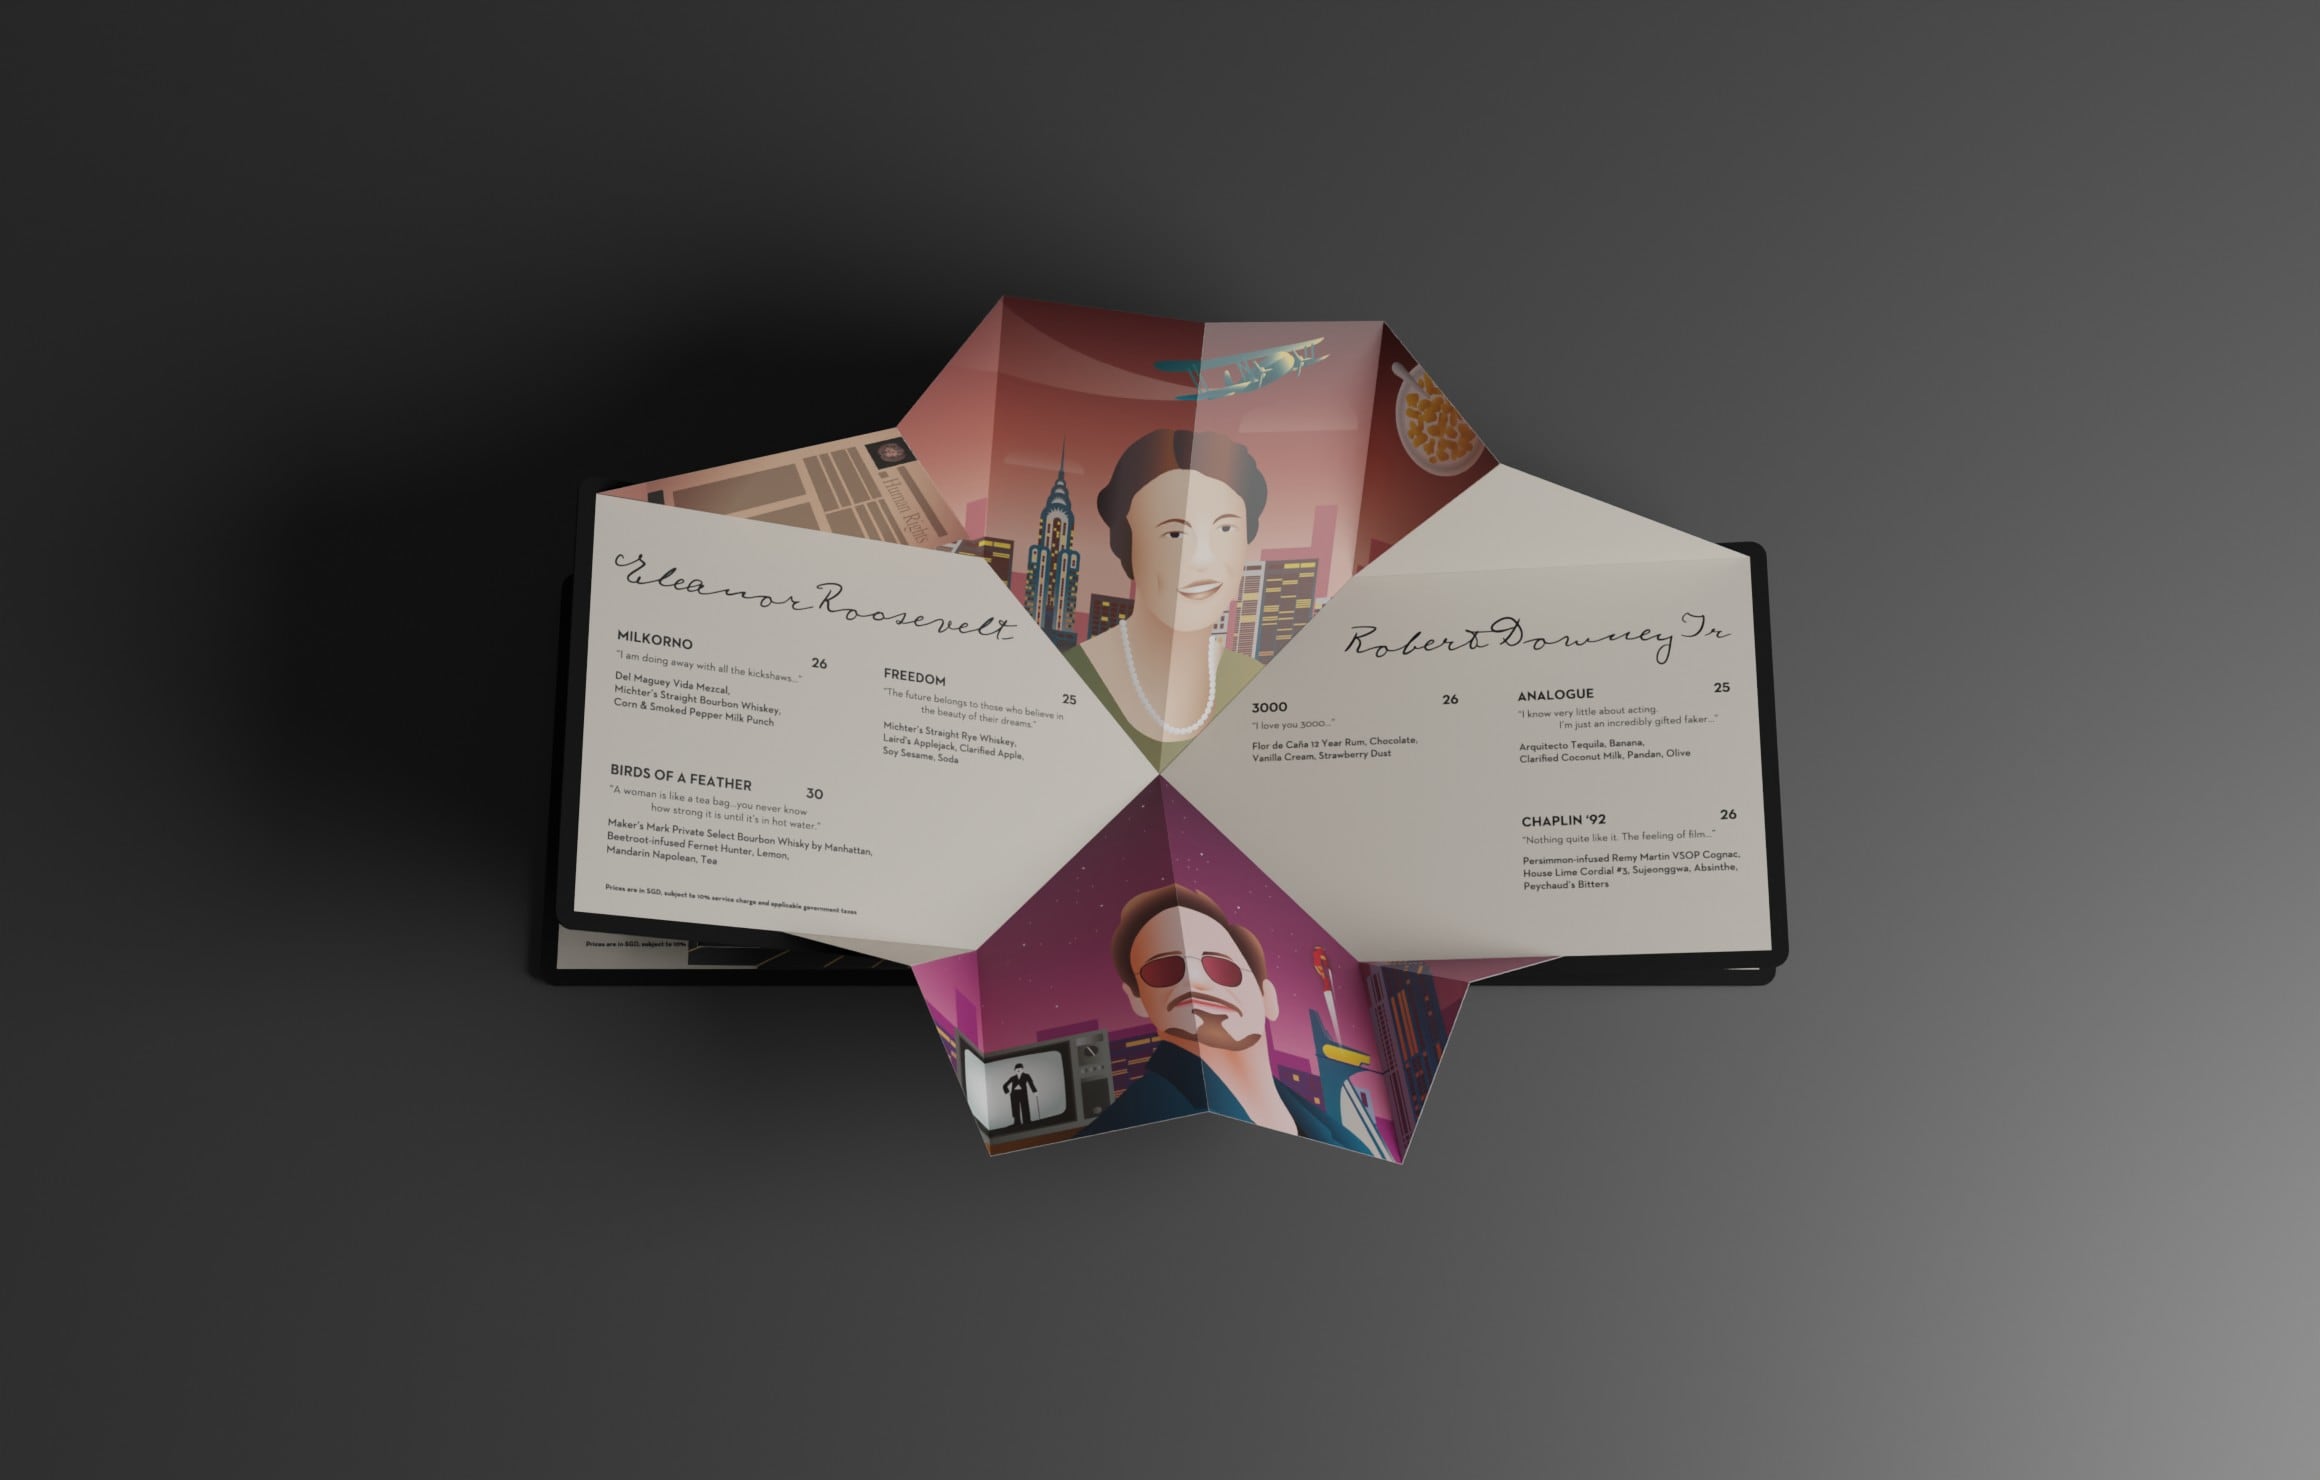 Human Rights
Eleanor Roosevelt
MILKORNO 26
"I am doing away with all the kickshaws..."
Del Maguey Vida Mezcal,
Michter's Straight Bourbon Whiskey,
Corn & Smoked Pepper Milk Punch
BIRDS OF A FEATHER 30
"A woman is like a tea bag...you never know
how strong it is until it's in hot water."
Maker's Mark Private Select Bourbon Whisky by Manhattan,
Beetroot-infused Fernet Hunter, Lemon,
Mandarin Napolean, Tea
Prices are in SGD, subject to 10% service charge and applicable government taxes
FREEDOM 25
"The future belongs to those who believe in
the beauty of their dreams."
Michter's Straight Rye Whiskey,
Laird's Applejack, Clarified Apple,
Soy Sesame, Soda
Robert Downey Jr
3000 26
"I love you 3000..."
Flor de Caña 12 Year Rum, Chocolate,
Vanilla Cream, Strawberry Dust
ANALOGUE 25
"I know very little about acting.
I'm just an incredibly gifted faker..."
Arquitecto Tequila, Banana,
Clarified Coconut Milk, Pandan, Olive
CHAPLIN '92 26
"Nothing quite like it. The feeling of film..."
Persimmon-infused Remy Martin VSOP Cognac,
House Lime Cordial #3, Sujeonggwa, Absinthe,
Peychaud's Bitters
Prices are in SGD, subject to 10%